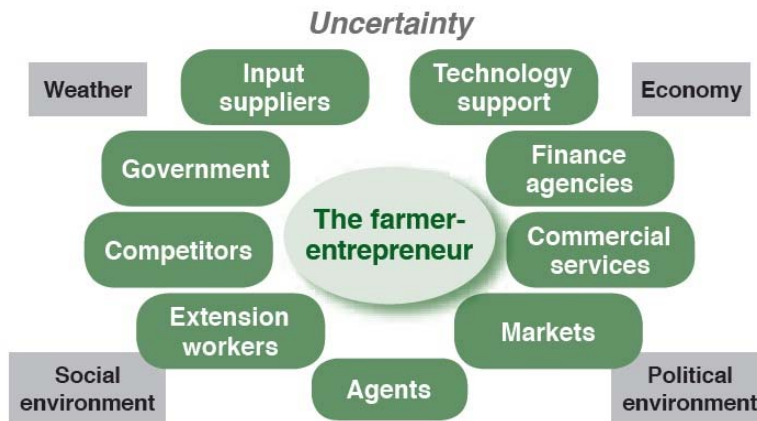 Uncertainty
Weather
Input
suppliers
Technology
support
Economy
Government
Finance
agencies
The farmer-
entrepreneur
Competitors
Commercial
services
Extension
workers
Markets
Social
environment
Agents
Political
environment